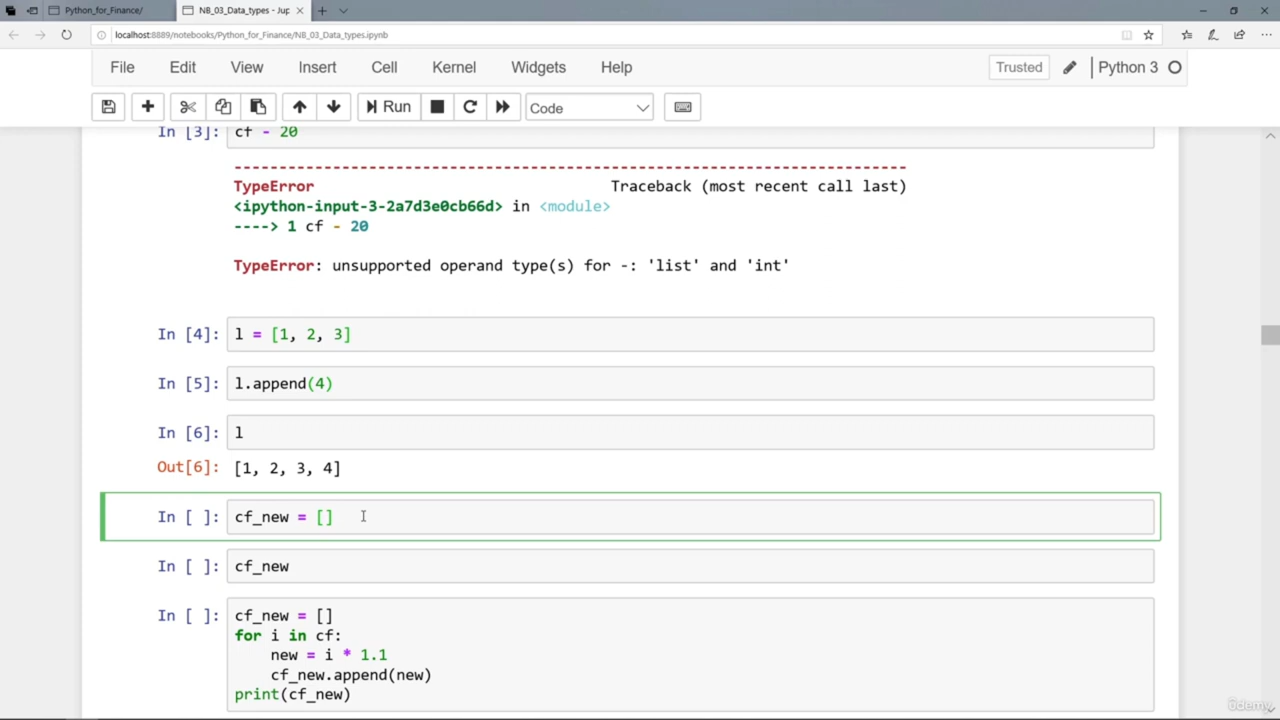 Python_for_Finance/
NB_03_Data_types - Jup
localhost:8889/notebooks/Python_for_Finance/NB_03_Data_types.ipynb
File Edit View Insert Cell Kernel Widgets Help Trusted Python 3
Run Code
In [3]: cf - 20
---------------------------------------------------------------------------
TypeError Traceback (most recent call last)
<ipython-input-3-2a7d3e0cb66d> in <module>
----> 1 cf - 20
TypeError: unsupported operand type(s) for -: 'list' and 'int'
In [4]: l = [1, 2, 3]
In [5]: l.append(4)
In [6]: l
Out[6]: [1, 2, 3, 4]
In [ ]: cf_new = []
In [ ]: cf_new
In [ ]: cf_new = []
for i in cf:
new = i * 1.1
cf_new.append(new)
print(cf_new)
ûdemy